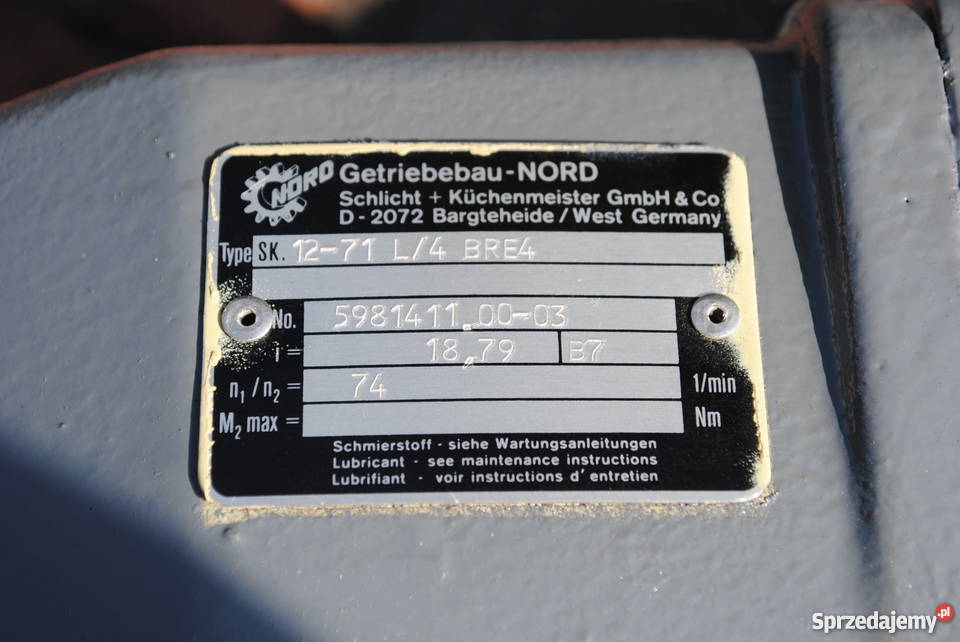 NORD
Getriebebau-NORD
Schlicht + Küchenmeister GmbH & Co
D - 2072 Bargteheide / West Germany
Type SK. 12-71 L/4 BRE4
No. 5981411.00-03
i = 18.79 B7
n1 / n2 = 74 1/min
M2 max = Nm
Schmierstoff - siehe Wartungsanleitungen
Lubricant - see maintenance instructions
Lubrifiant - voir instructions d' entretien
Sprzedajemy.pl